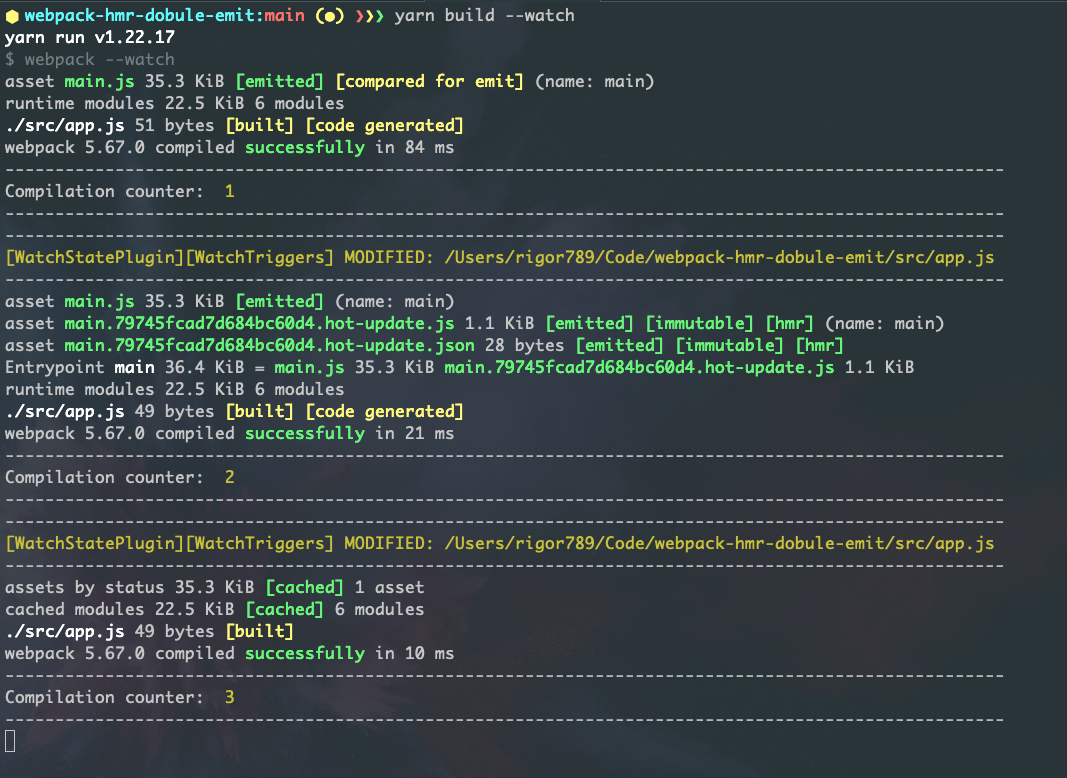 webpack-hmr-dobule-emit:main (●) ❯❯❯ yarn build --watch
yarn run v1.22.17
$ webpack --watch
asset main.js 35.3 KiB [emitted] [compared for emit] (name: main)
runtime modules 22.5 KiB 6 modules
./src/app.js 51 bytes [built] [code generated]
webpack 5.67.0 compiled successfully in 84 ms
----------------------------------------------------------------------------------------------------
Compilation counter:  1
----------------------------------------------------------------------------------------------------
----------------------------------------------------------------------------------------------------
[WatchStatePlugin][WatchTriggers] MODIFIED: /Users/rigor789/Code/webpack-hmr-dobule-emit/src/app.js
----------------------------------------------------------------------------------------------------
asset main.js 35.3 KiB [emitted] (name: main)
asset main.79745fcad7d684bc60d4.hot-update.js 1.1 KiB [emitted] [immutable] [hmr] (name: main)
asset main.79745fcad7d684bc60d4.hot-update.json 28 bytes [emitted] [immutable] [hmr]
Entrypoint main 36.4 KiB = main.js 35.3 KiB main.79745fcad7d684bc60d4.hot-update.js 1.1 KiB
runtime modules 22.5 KiB 6 modules
./src/app.js 49 bytes [built] [code generated]
webpack 5.67.0 compiled successfully in 21 ms
----------------------------------------------------------------------------------------------------
Compilation counter:  2
----------------------------------------------------------------------------------------------------
----------------------------------------------------------------------------------------------------
[WatchStatePlugin][WatchTriggers] MODIFIED: /Users/rigor789/Code/webpack-hmr-dobule-emit/src/app.js
----------------------------------------------------------------------------------------------------
assets by status 35.3 KiB [cached] 1 asset
cached modules 22.5 KiB [cached] 6 modules
./src/app.js 49 bytes [built]
webpack 5.67.0 compiled successfully in 10 ms
----------------------------------------------------------------------------------------------------
Compilation counter:  3
----------------------------------------------------------------------------------------------------